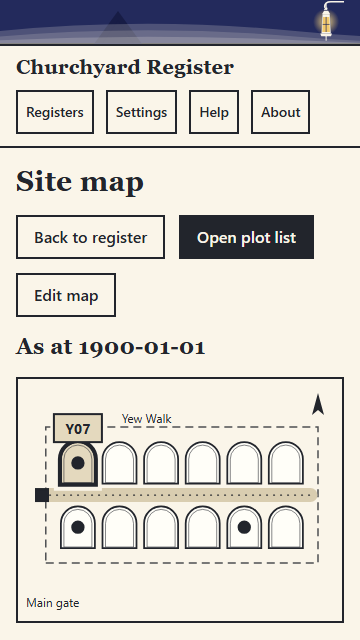 Churchyard Register
Registers
Settings
Help
About
Site map
Back to register
Open plot list
Edit map
As at 1900-01-01
Y07
Yew Walk
Main gate